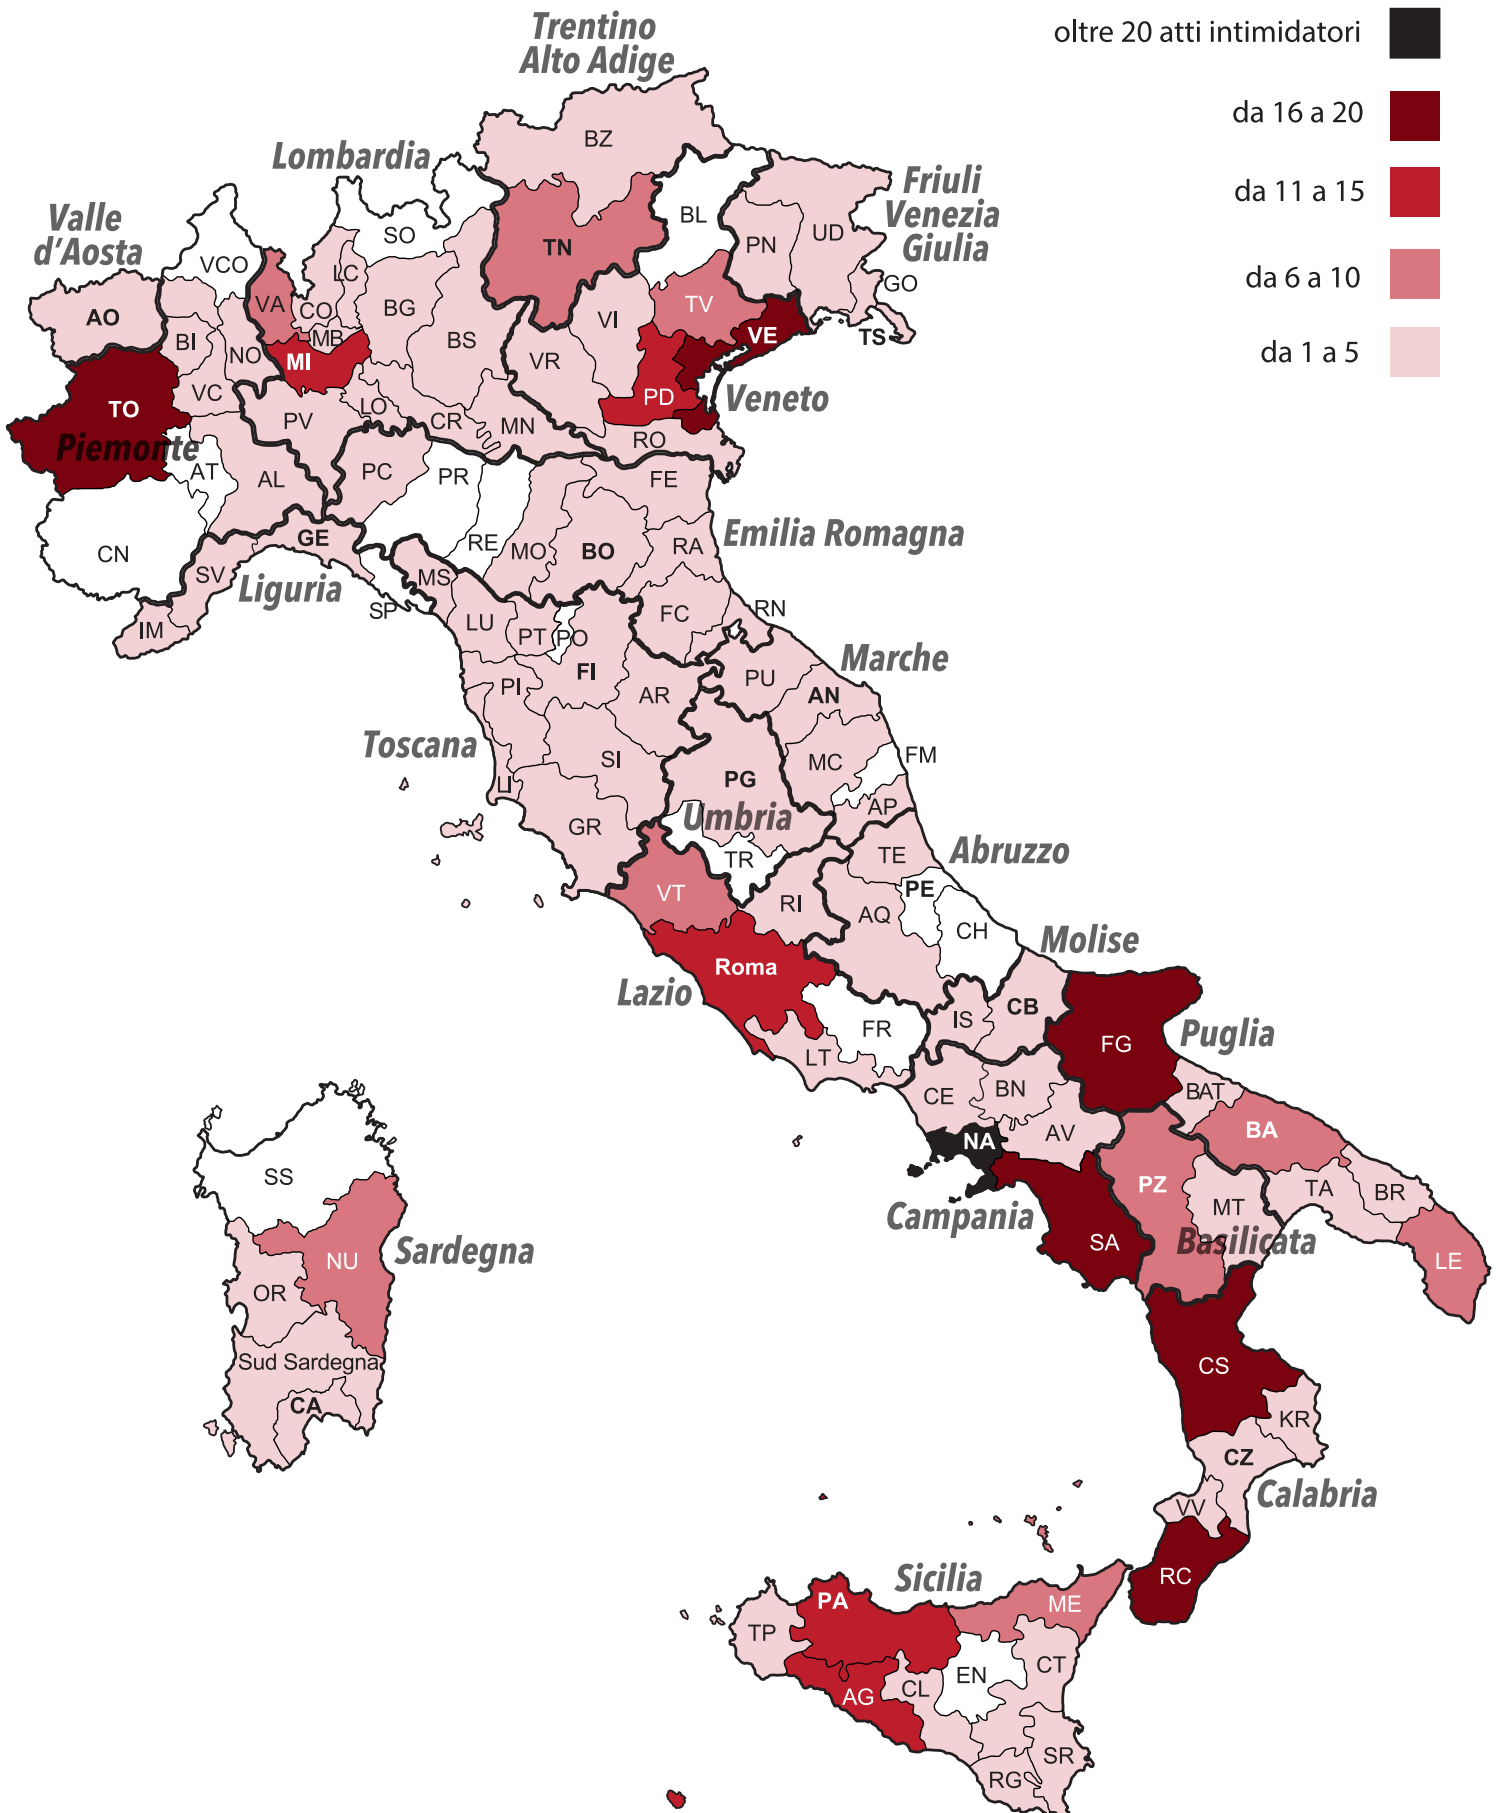 Trentino
Alto Adige
oltre 20 atti intimidatori
da 16 a 20
da 11 a 15
da 6 a 10
da 1 a 5
Lombardia
BZ
Friuli
Venezia
Giulia
Valle
d'Aosta
SO
BL
TN
PN
UD
VCO
LC
GO
VA
CO
BG
TV
AO
MB
VI
VE
TS
BI
NO
MI
BS
VR
VC
LO
PD
Veneto
TO
PV
CR
MN
RO
Piemonte
AT
AL
PC
PR
FE
CN
GE
RE
MO
BO
RA
Emilia Romagna
SV
Liguria
MS
SP
LU
PT
PO
FC
RN
IM
FI
Marche
PI
AR
PU
AN
Toscana
SI
MC
FM
LI
PG
GR
Umbria
AP
TR
TE
Abruzzo
VT
RI
AQ
PE
CH
Molise
Roma
Lazio
FR
IS
CB
LT
FG
Puglia
CE
BN
BAT
NA
AV
BA
SS
PZ
TA
BR
Campania
MT
SA
Basilicata
NU
Sardegna
LE
OR
Sud Sardegna
CS
CA
KR
CZ
Calabria
VV
RC
Sicilia
PA
ME
TP
CT
AG
CL
EN
SR
RG